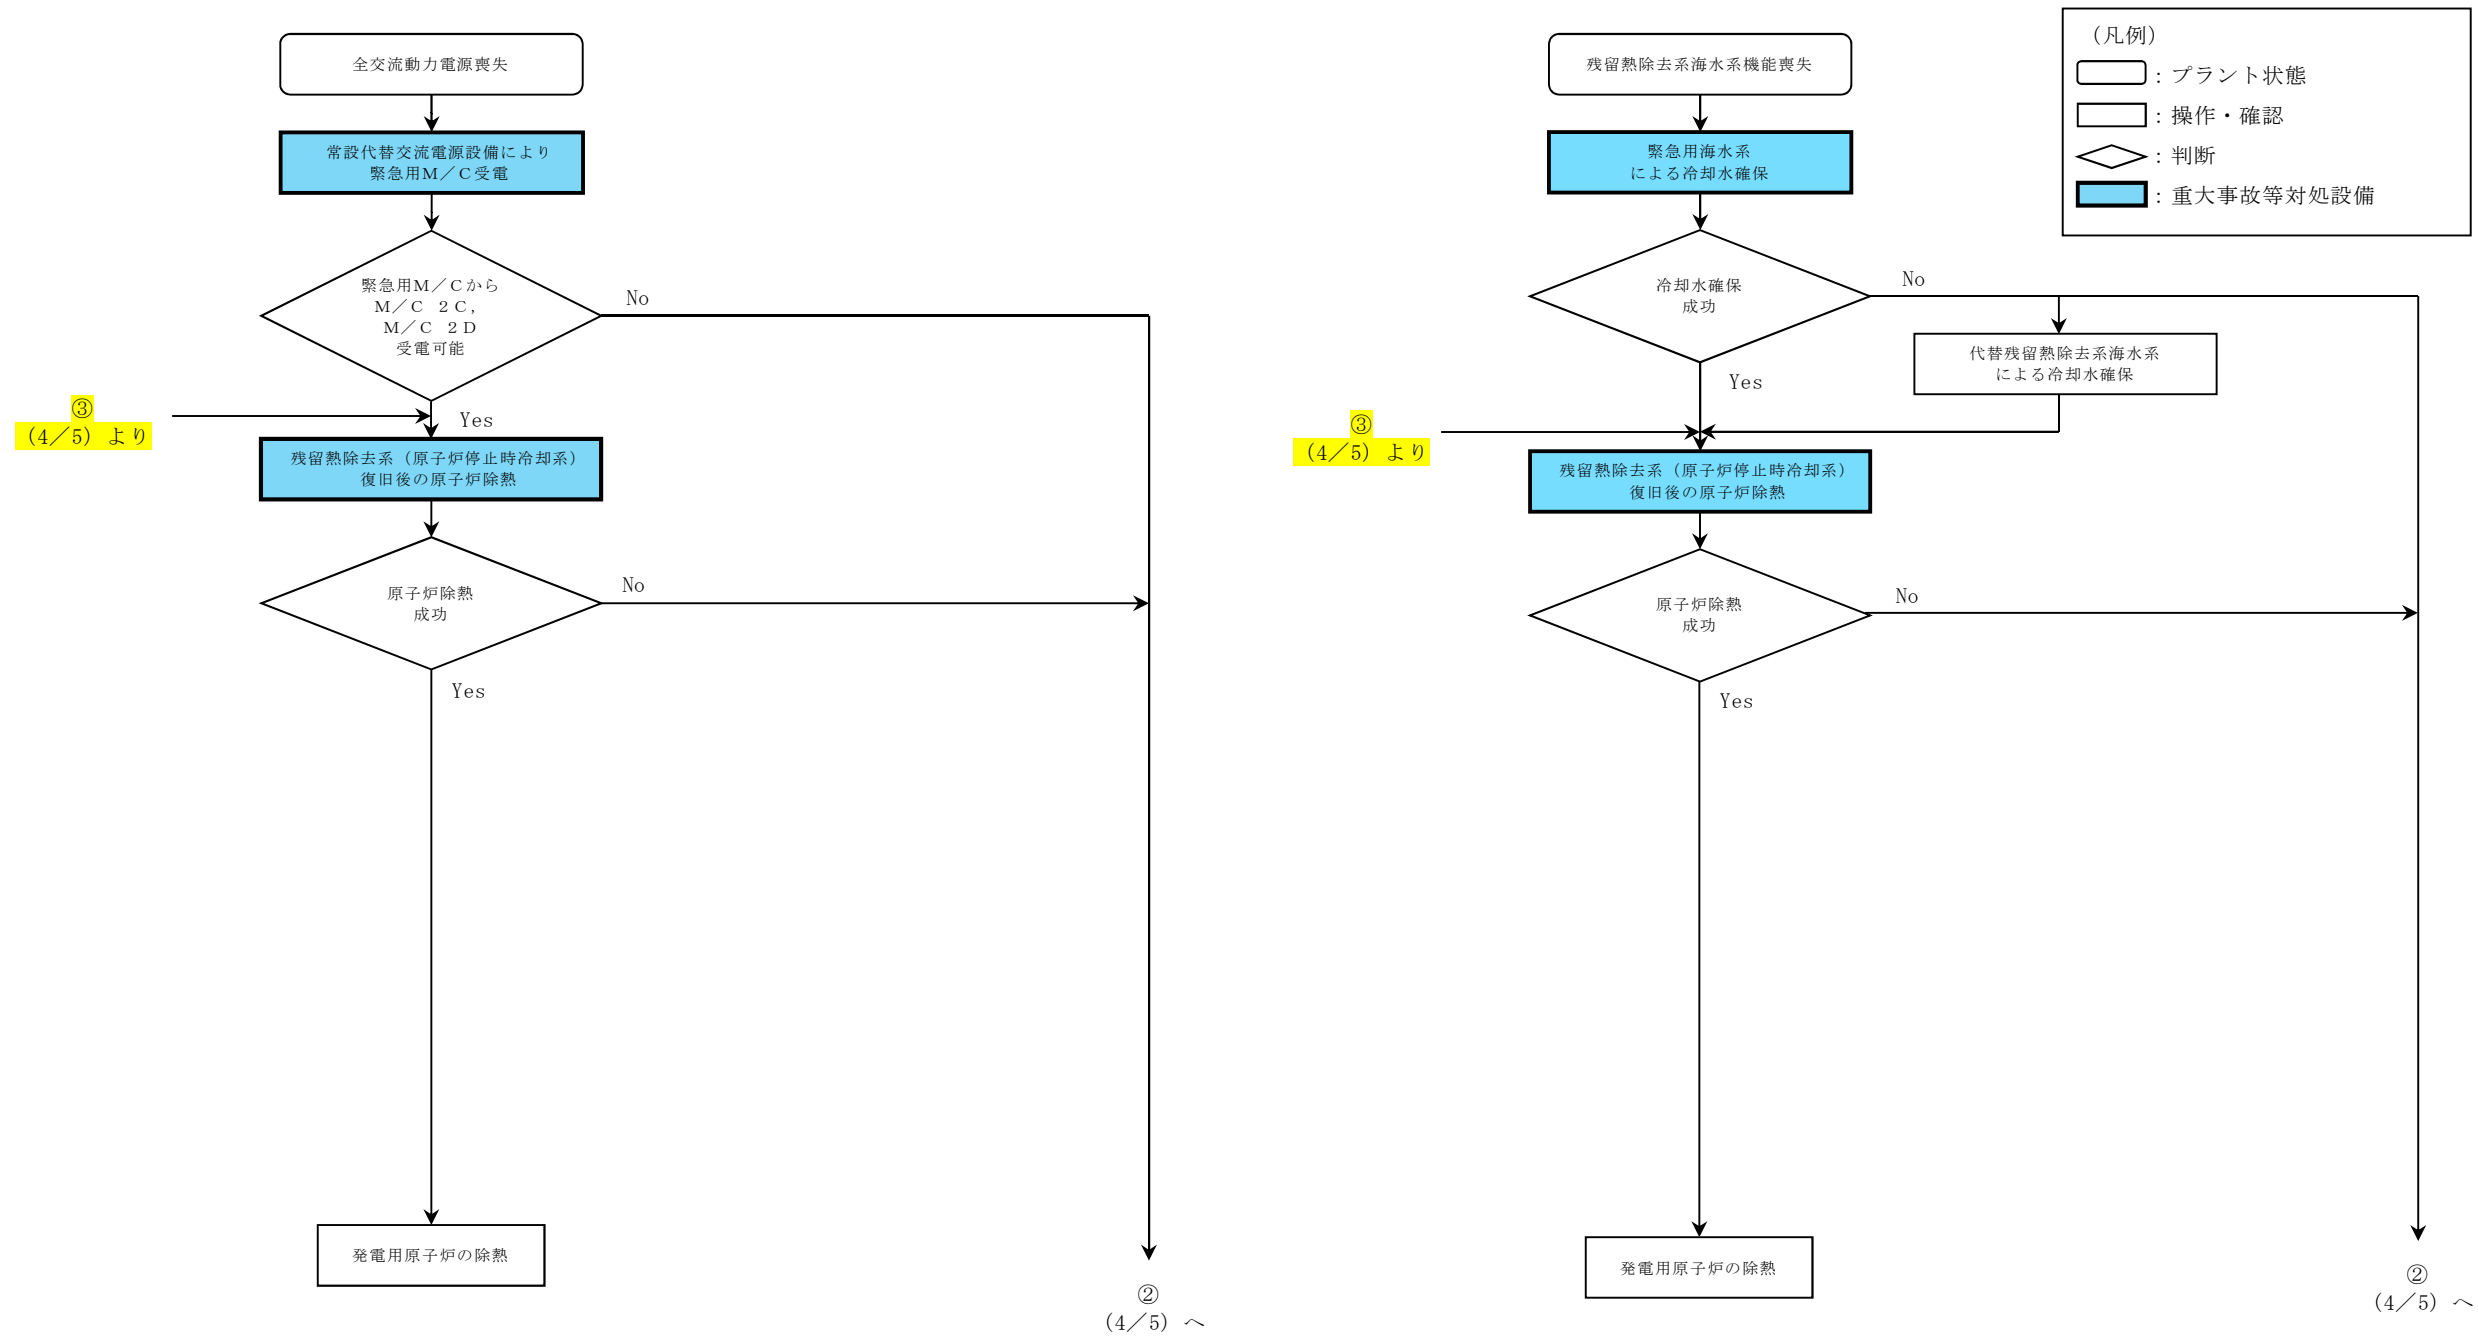 全交流動力電源喪失
常設代替交流電源設備により
緊急用M／C受電
緊急用M／Cから
M／C　２C，
M／C　２D
受電可能
No
③
（4／5）より
Yes
残留熱除去系（原子炉停止時冷却系）
復旧後の原子炉除熱
原子炉除熱
成功
No
Yes
発電用原子炉の除熱
②
（4／5）へ
残留熱除去系海水系機能喪失
緊急用海水系
による冷却水確保
冷却水確保
成功
No
代替残留熱除去系海水系
による冷却水確保
Yes
③
（4／5）より
残留熱除去系（原子炉停止時冷却系）
復旧後の原子炉除熱
原子炉除熱
成功
No
Yes
発電用原子炉の除熱
②
（4／5）へ
（凡例）
：プラント状態
：操作・確認
：判断
：重大事故等対処設備